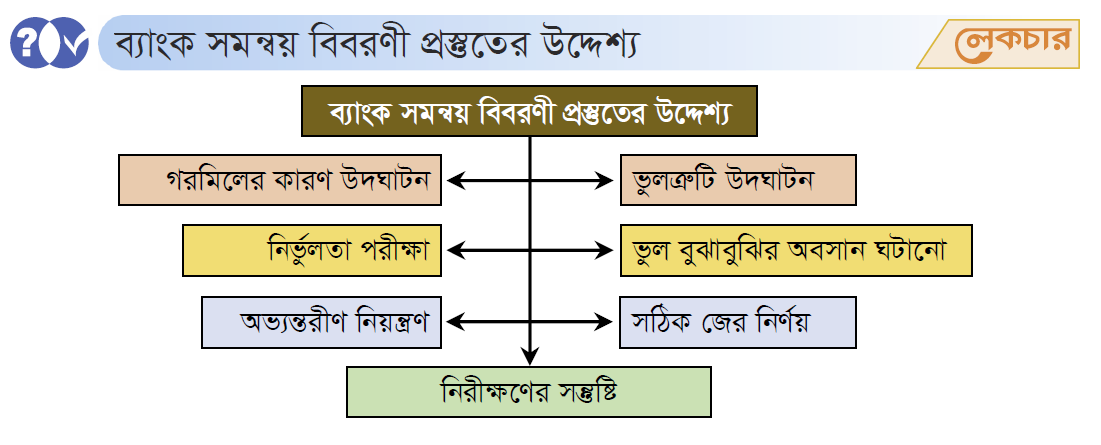 ব্যাংক সমন্বয় বিবরণী প্রস্তুতের উদ্দেশ্য
লেকচার
ব্যাংক সমন্বয় বিবরণী প্রস্তুতের উদ্দেশ্য
গরমিলের কারণ উদঘাটন
ভুলত্রুটি উদঘাটন
নির্ভুলতা পরীক্ষা
ভুল বুঝাবুঝির অবসান ঘটানো
অভ্যন্তরীণ নিয়ন্ত্রণ
সঠিক জের নির্ণয়
নিরীক্ষণের সন্তুষ্টি